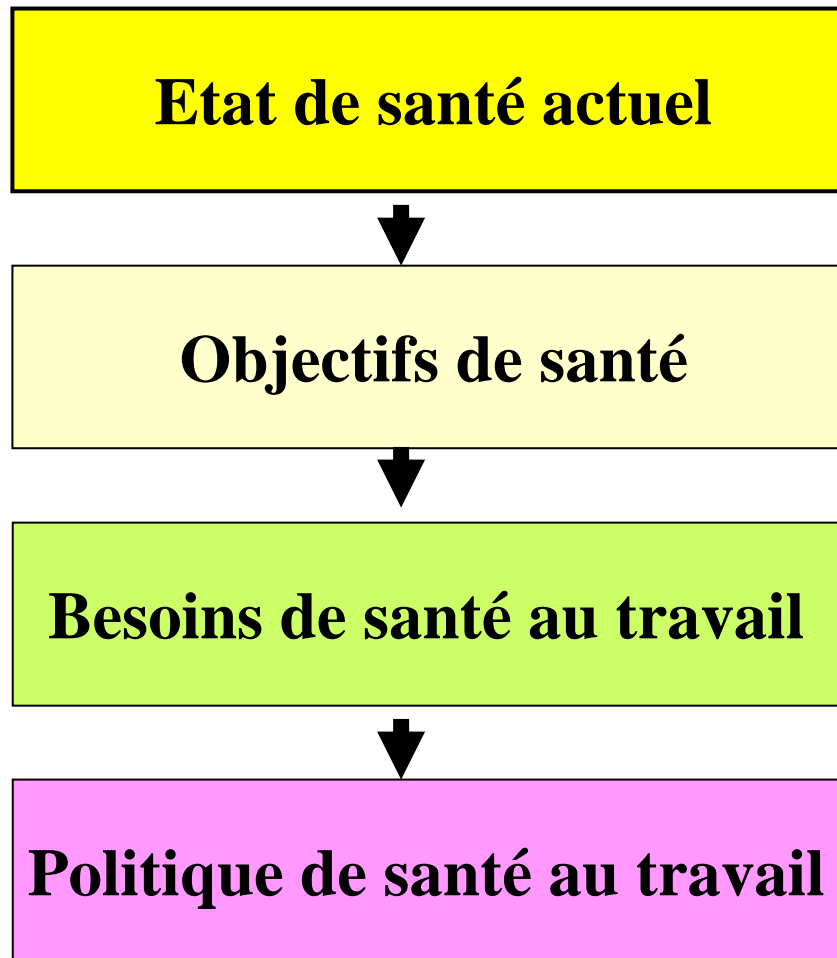 Etat de santé actuel
Objectifs de santé
Besoins de santé au travail
Politique de santé au travail